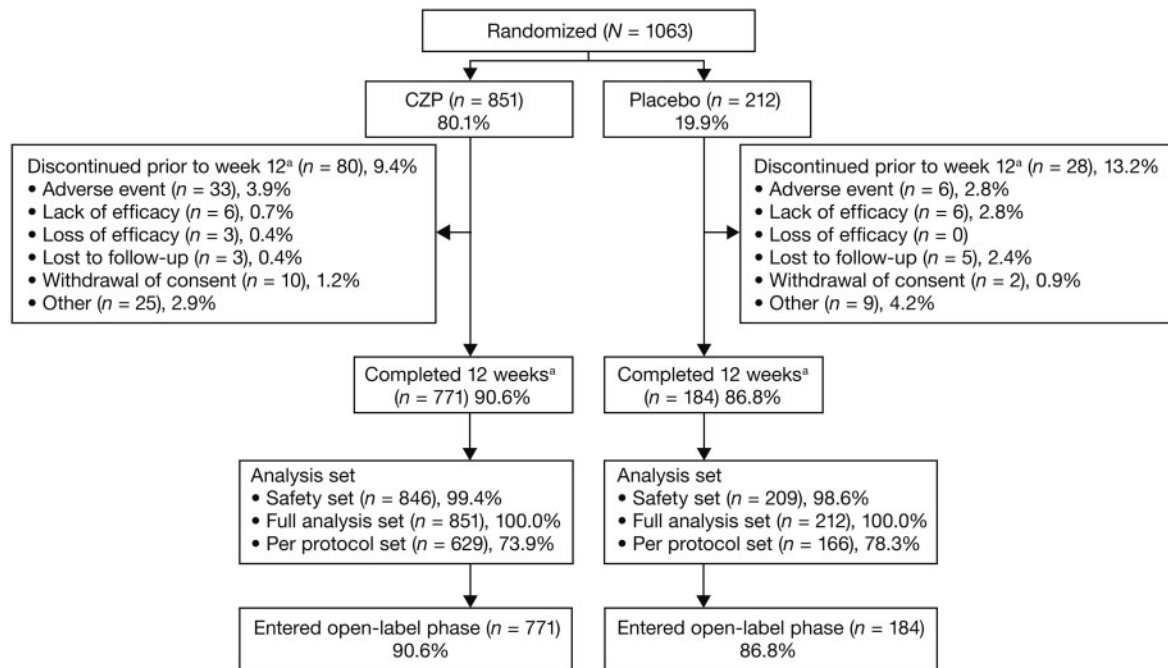 Randomized (N = 1063)
CZP (n = 851)
80.1%
Placebo (n = 212)
19.9%
Discontinued prior to week 12ᵃ (n = 80), 9.4%
• Adverse event (n = 33), 3.9%
• Lack of efficacy (n = 6), 0.7%
• Loss of efficacy (n = 3), 0.4%
• Lost to follow-up (n = 3), 0.4%
• Withdrawal of consent (n = 10), 1.2%
• Other (n = 25), 2.9%
Discontinued prior to week 12ᵃ (n = 28), 13.2%
• Adverse event (n = 6), 2.8%
• Lack of efficacy (n = 6), 2.8%
• Loss of efficacy (n = 0)
• Lost to follow-up (n = 5), 2.4%
• Withdrawal of consent (n = 2), 0.9%
• Other (n = 9), 4.2%
Completed 12 weeksᵃ
(n = 771) 90.6%
Completed 12 weeksᵃ
(n = 184) 86.8%
Analysis set
• Safety set (n = 846), 99.4%
• Full analysis set (n = 851), 100.0%
• Per protocol set (n = 629), 73.9%
Analysis set
• Safety set (n = 209), 98.6%
• Full analysis set (n = 212), 100.0%
• Per protocol set (n = 166), 78.3%
Entered open-label phase (n = 771)
90.6%
Entered open-label phase (n = 184)
86.8%